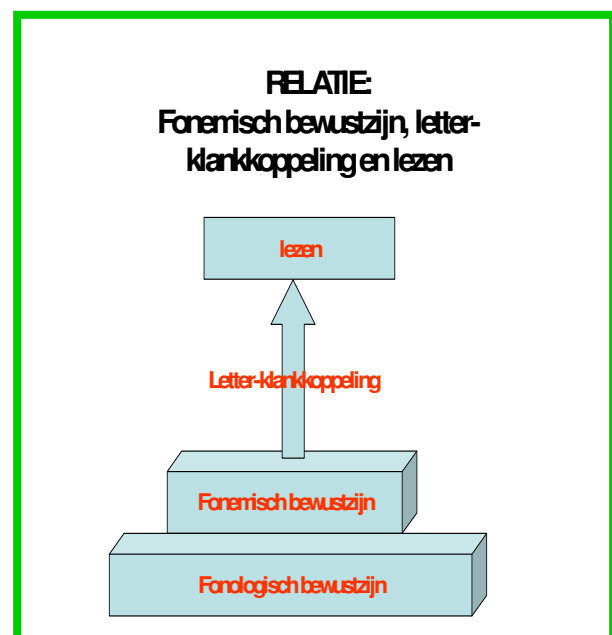 RELATIE:
Fonemisch bewustzijn, letter-
klankkoppeling en lezen
lezen
Letter-klankkoppeling
Fonemisch bewustzijn
Fonologisch bewustzijn